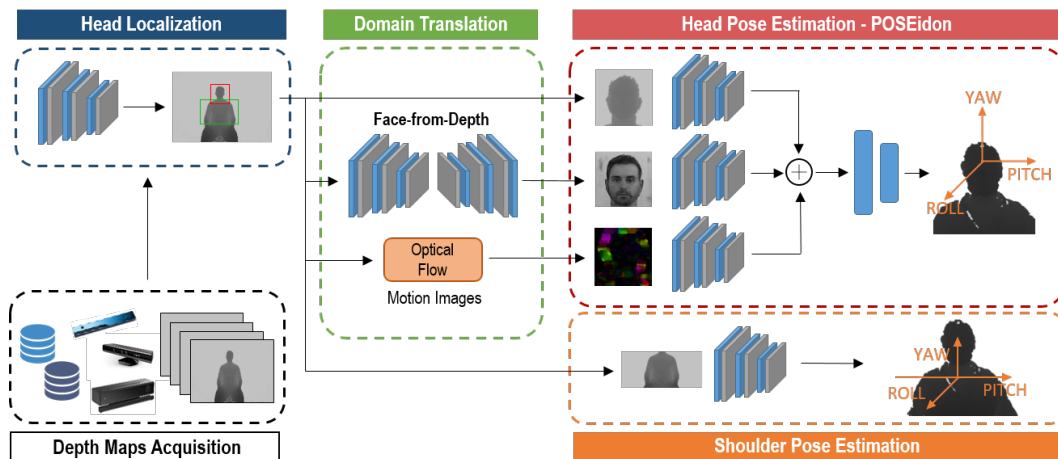 Head Localization
Domain Translation
Head Pose Estimation - POSEidon
Face-from-Depth
Optical
Flow
Motion Images
YAW
PITCH
ROLL
YAW
ROLL
PITCH
Depth Maps Acquisition
Shoulder Pose Estimation